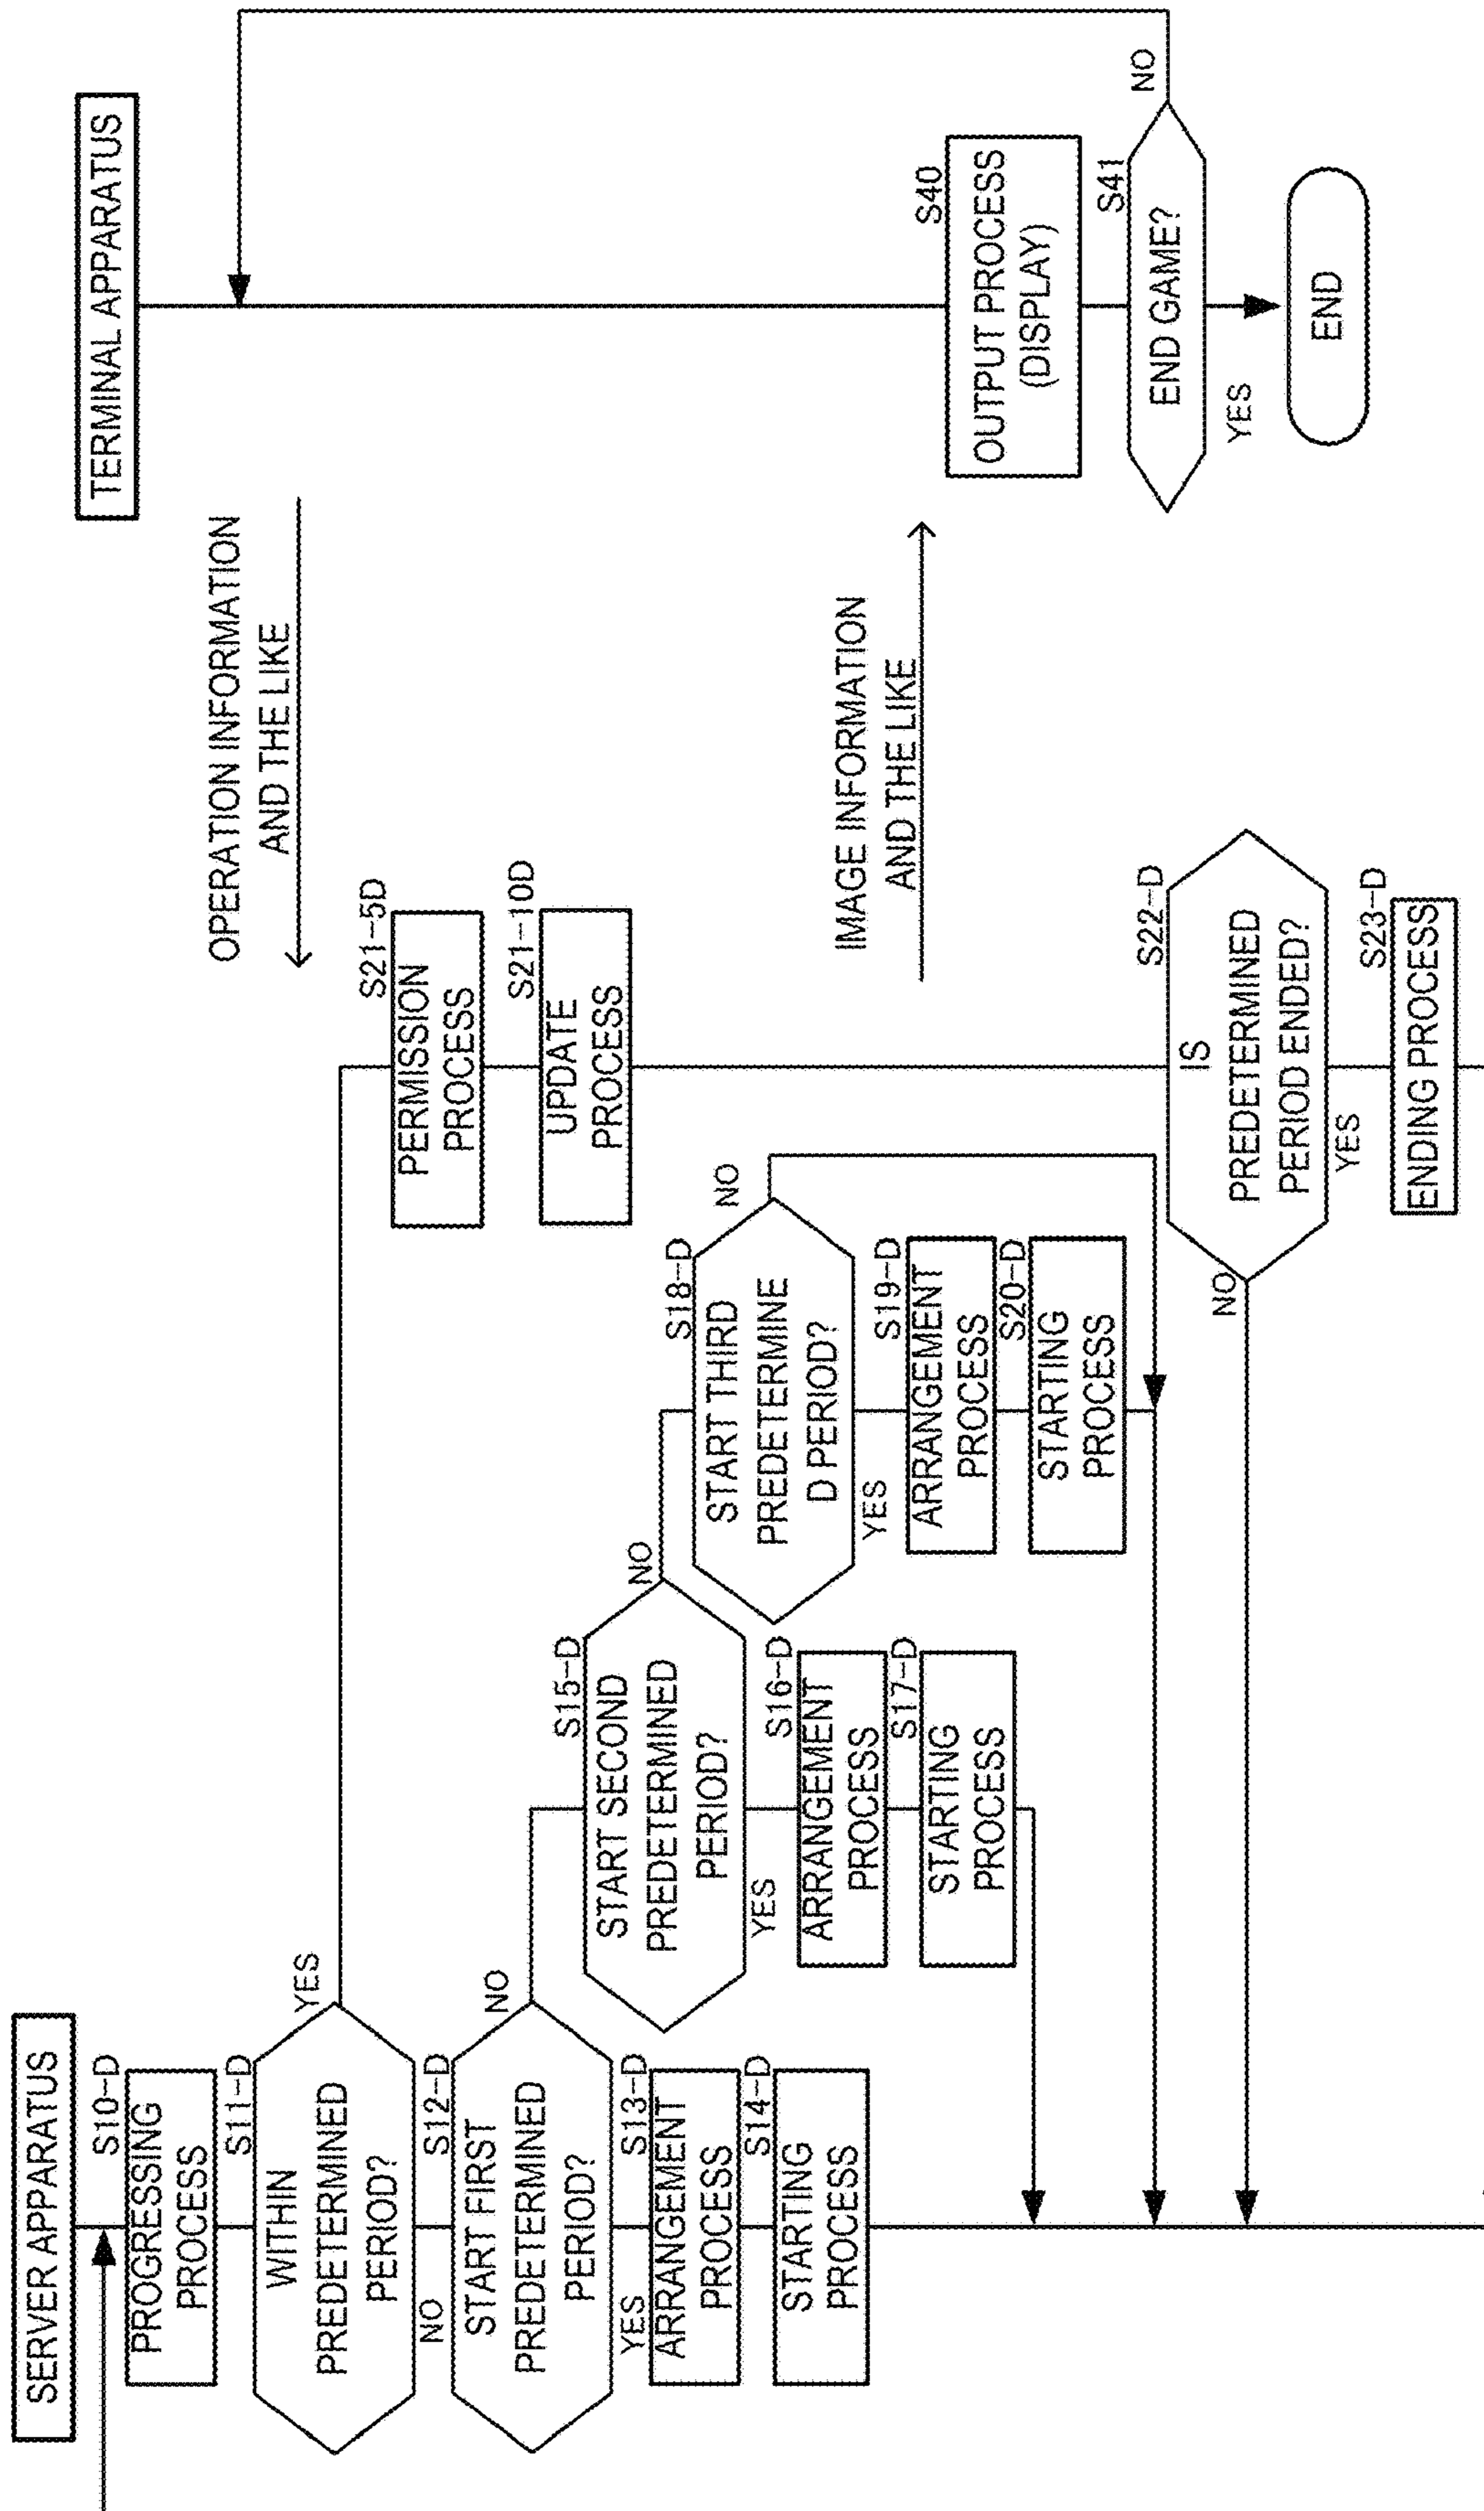 SERVER APPARATUS
TERMINAL APPARATUS
S10-D
PROGRESSING
PROCESS
S11-D
WITHIN
PREDETERMINED
PERIOD?
YES
NO
OPERATION INFORMATION
AND THE LIKE
S12-D
START FIRST
PREDETERMINED
PERIOD?
NO
YES
S13-D
ARRANGEMENT
PROCESS
S14-D
STARTING
PROCESS
S15-D
START SECOND
PREDETERMINED
PERIOD?
NO
YES
S16-D
ARRANGEMENT
PROCESS
S17-D
STARTING
PROCESS
S18-D
START THIRD
PREDETERMINE
D PERIOD?
NO
YES
S19-D
ARRANGEMENT
PROCESS
S20-D
STARTING
PROCESS
S21-5D
PERMISSION
PROCESS
S21-10D
UPDATE
PROCESS
IMAGE INFORMATION
AND THE LIKE
S22-D
IS
PREDETERMINED
PERIOD ENDED?
NO
YES
S23-D
ENDING PROCESS
S40
OUTPUT PROCESS
(DISPLAY)
S41
END GAME?
NO
YES
END